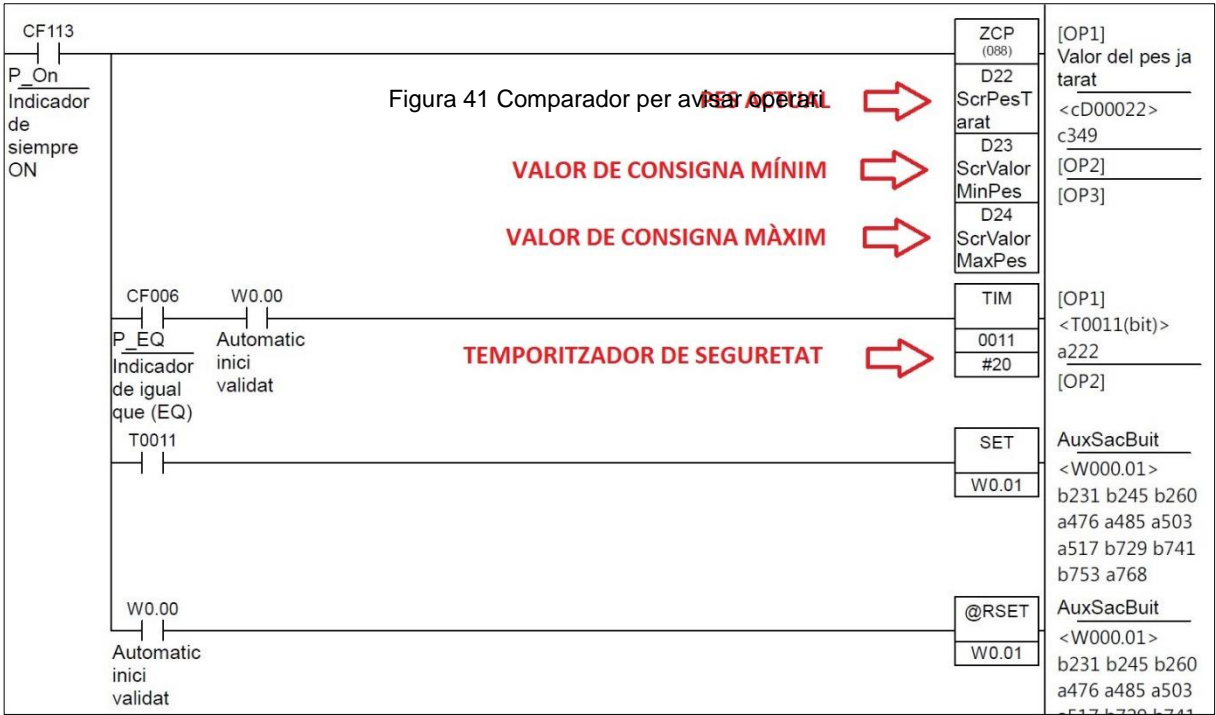 CF113
P_On
Indicador
de
siempre
ON
ZCP
(088)
D22
ScrPesT
arat
D23
ScrValor
MinPes
D24
ScrValor
MaxPes
[OP1]
Valor del pes ja
tarat
<cD00022>
c349
[OP2]
[OP3]
Figura 41 Comparador per avisar operari
PES ACTUAL
VALOR DE CONSIGNA MÍNIM
VALOR DE CONSIGNA MÀXIM
CF006
P_EQ
Indicador
de igual
que (EQ)
W0.00
Automatic
inici
validat
TEMPORITZADOR DE SEGURETAT
TIM
0011
#20
[OP1]
<T0011(bit)>
a222
[OP2]
T0011
SET
W0.01
AuxSacBuit
<W000.01>
b231 b245 b260
a476 a485 a503
a517 b729 b741
b753 a768
W0.00
Automatic
inici
validat
@RSET
W0.01
AuxSacBuit
<W000.01>
b231 b245 b260
a476 a485 a503
a517 b729 b741